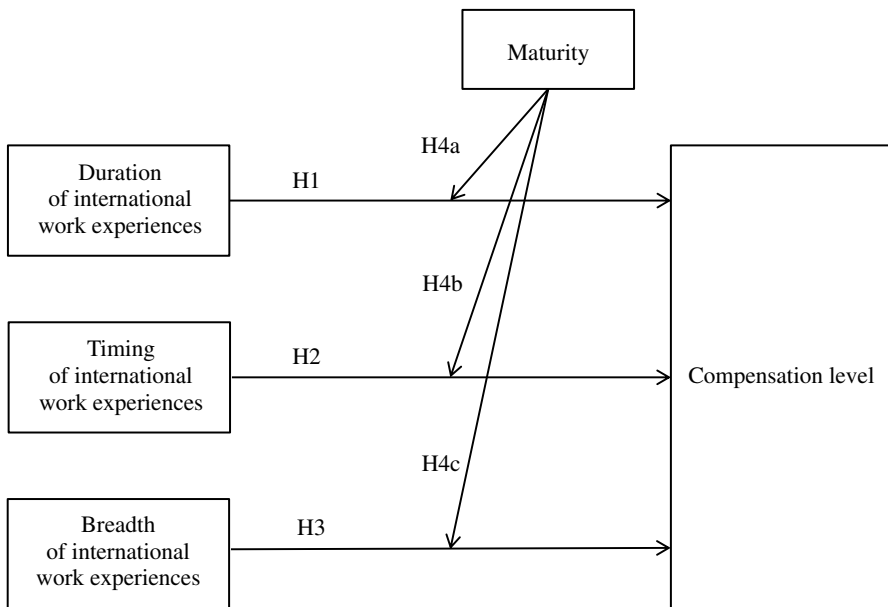 Maturity
H4a
Duration
of international
work experiences
H1
H4b
Timing
of international
work experiences
H2
Compensation level
H4c
Breadth
of international
work experiences
H3